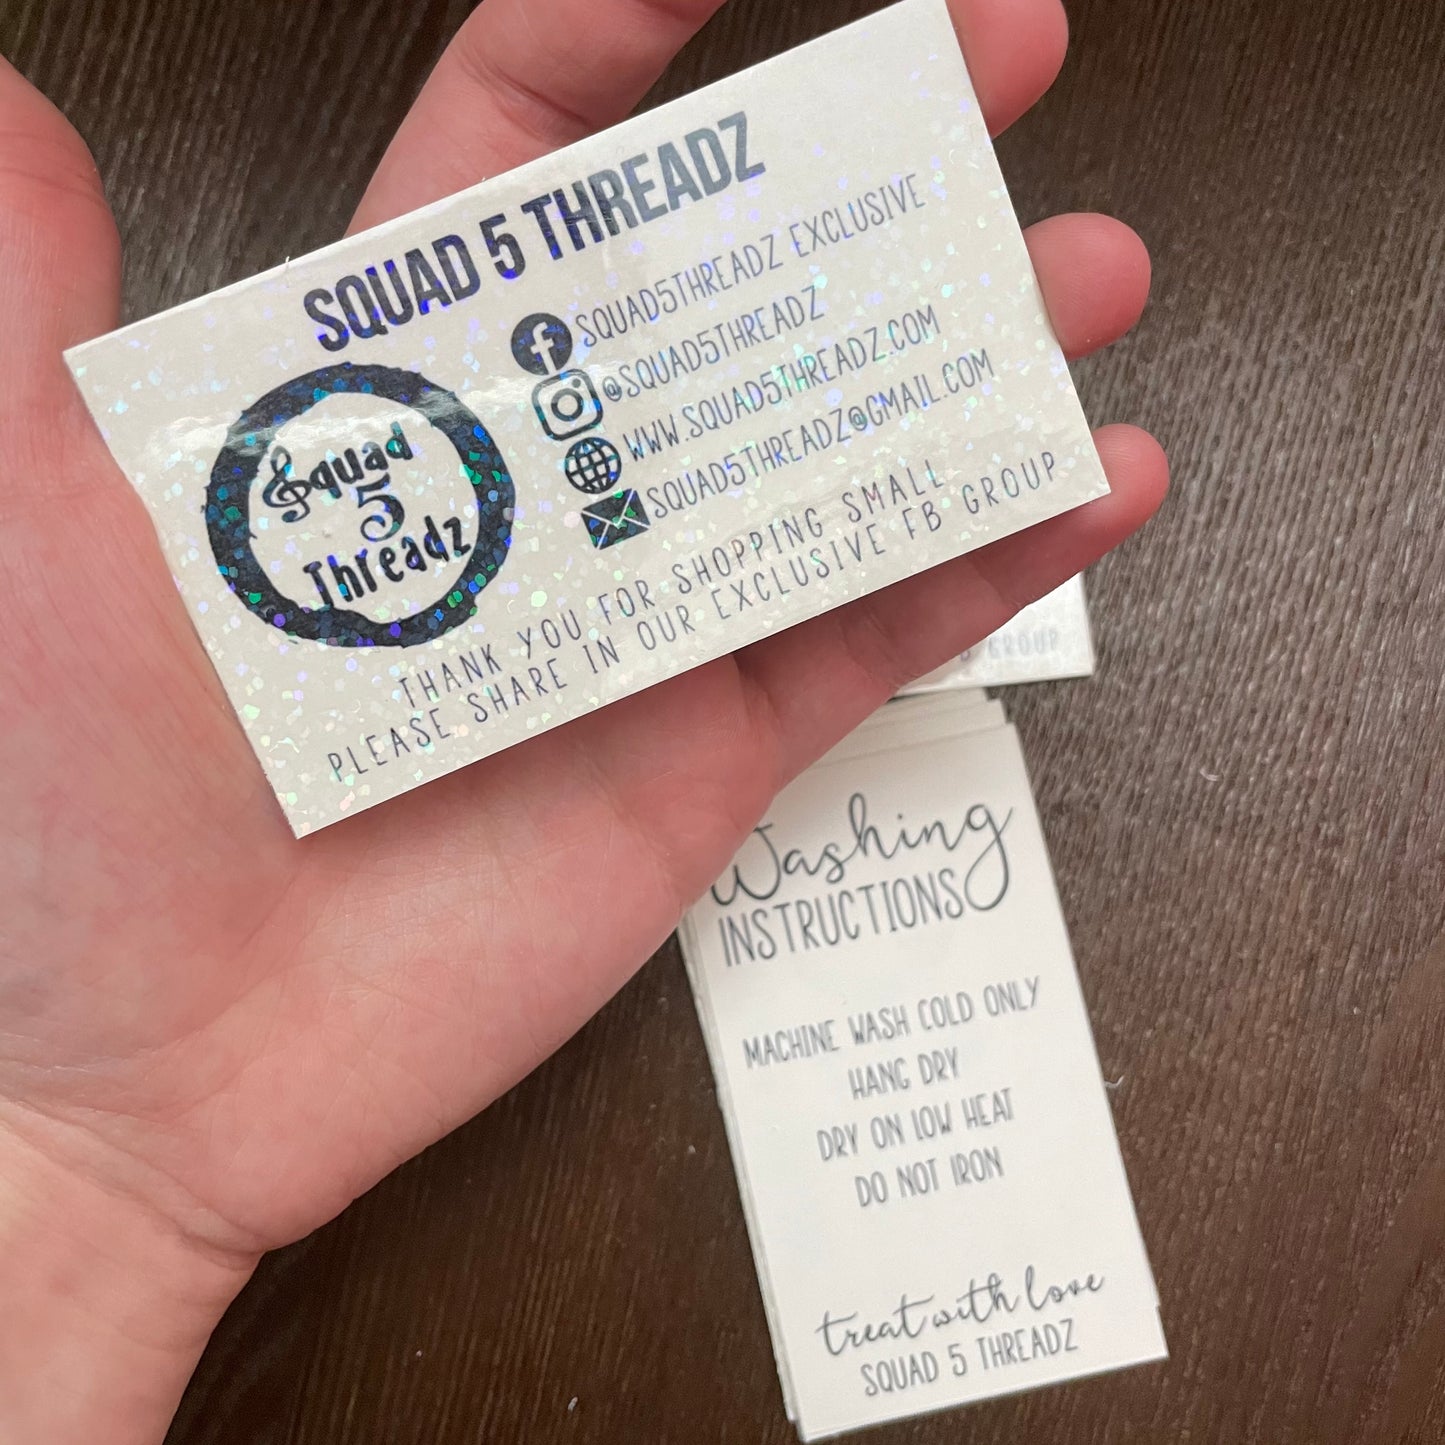 SQUAD 5 THREADZ
Squad
5
Threadz
SQUAD5THREADZ EXCLUSIVE
@SQUAD5THREADZ
WWW.SQUAD5THREADZ.COM
SQUAD5THREADZ@GMAIL.COM
THANK YOU FOR SHOPPING SMALL
PLEASE SHARE IN OUR EXCLUSIVE FB GROUP
B GROUP
Washing
INSTRUCTIONS
MACHINE WASH COLD ONLY
HANG DRY
DRY ON LOW HEAT
DO NOT IRON
treat with love
SQUAD 5 THREADZ